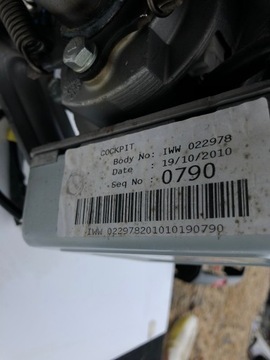 COCKPIT
Body No: IWW 022978
Date : 19/10/2010
Seq No : 0790
IWW 022978201010190790